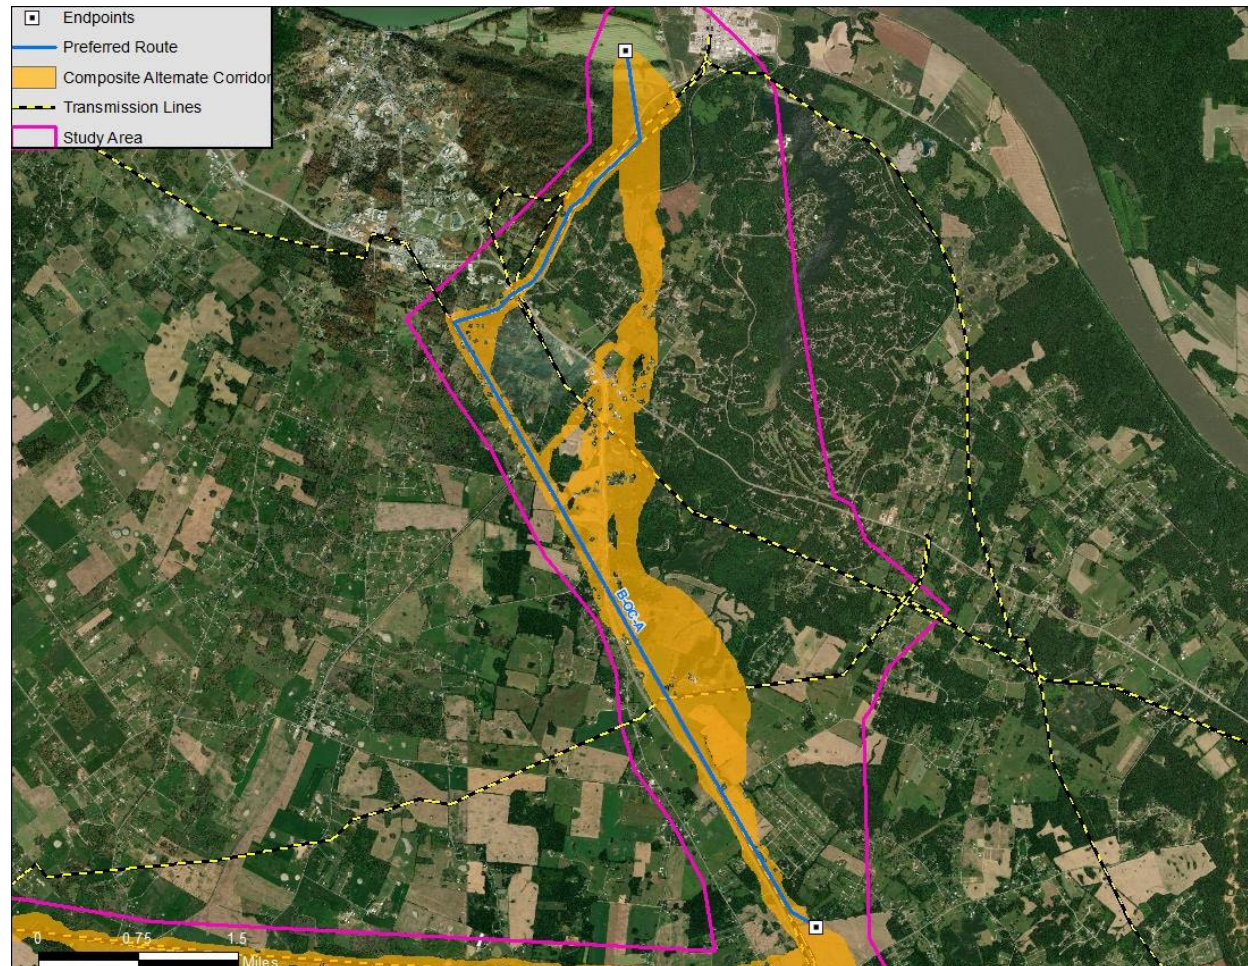 Endpoints
Preferred Route
Composite Alternate Corridor
Transmission Lines
Study Area
B-OC-A
0 0.75 1.5
Miles